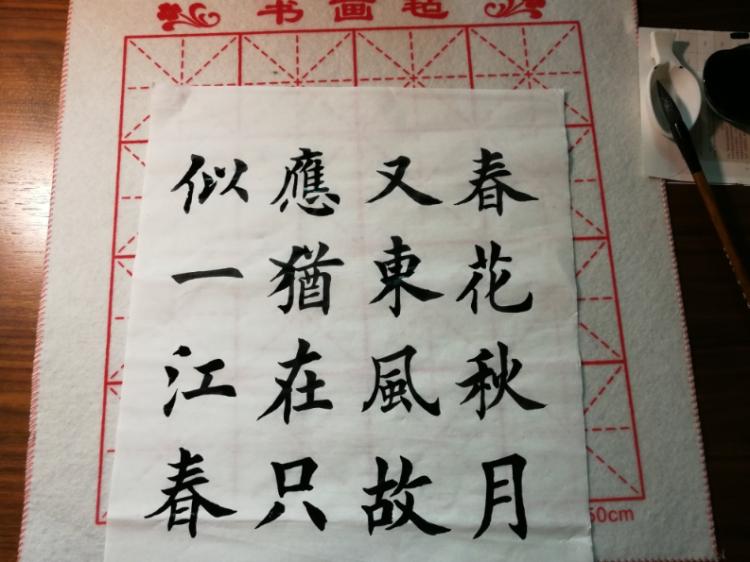 书画毡
春花秋月
又東風故
應猶在只
似一江春
50cm